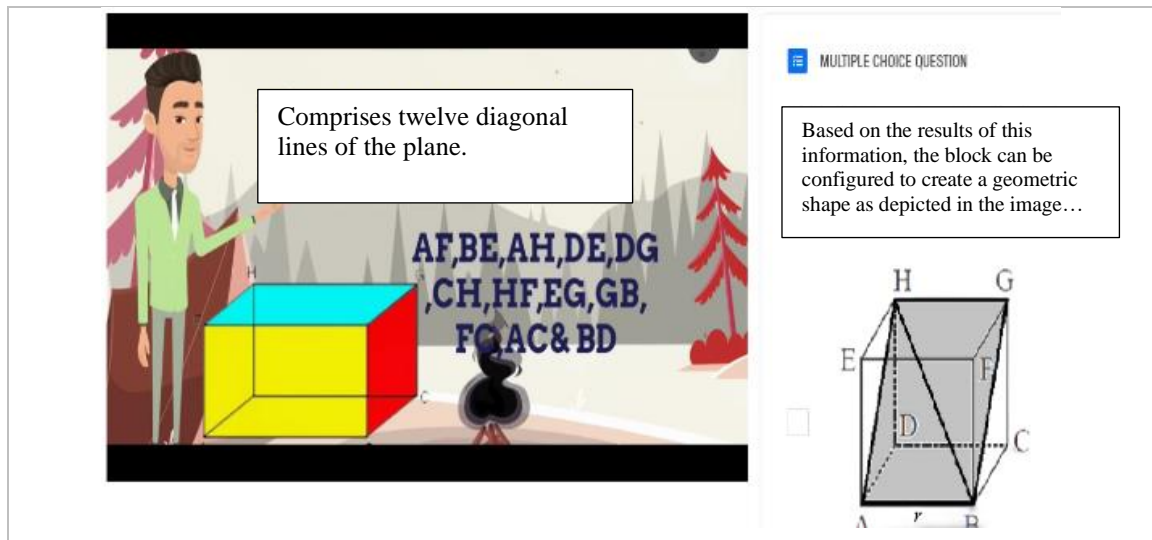 Comprises twelve diagonal
lines of the plane.
AF,BE,AH,DE,DG
,CH,HF,EG,GB,
FC,AC& BD
H
G
C
MULTIPLE CHOICE QUESTION
Based on the results of this
information, the block can be
configured to create a geometric
shape as depicted in the image…
H G
E F
D C
A r B